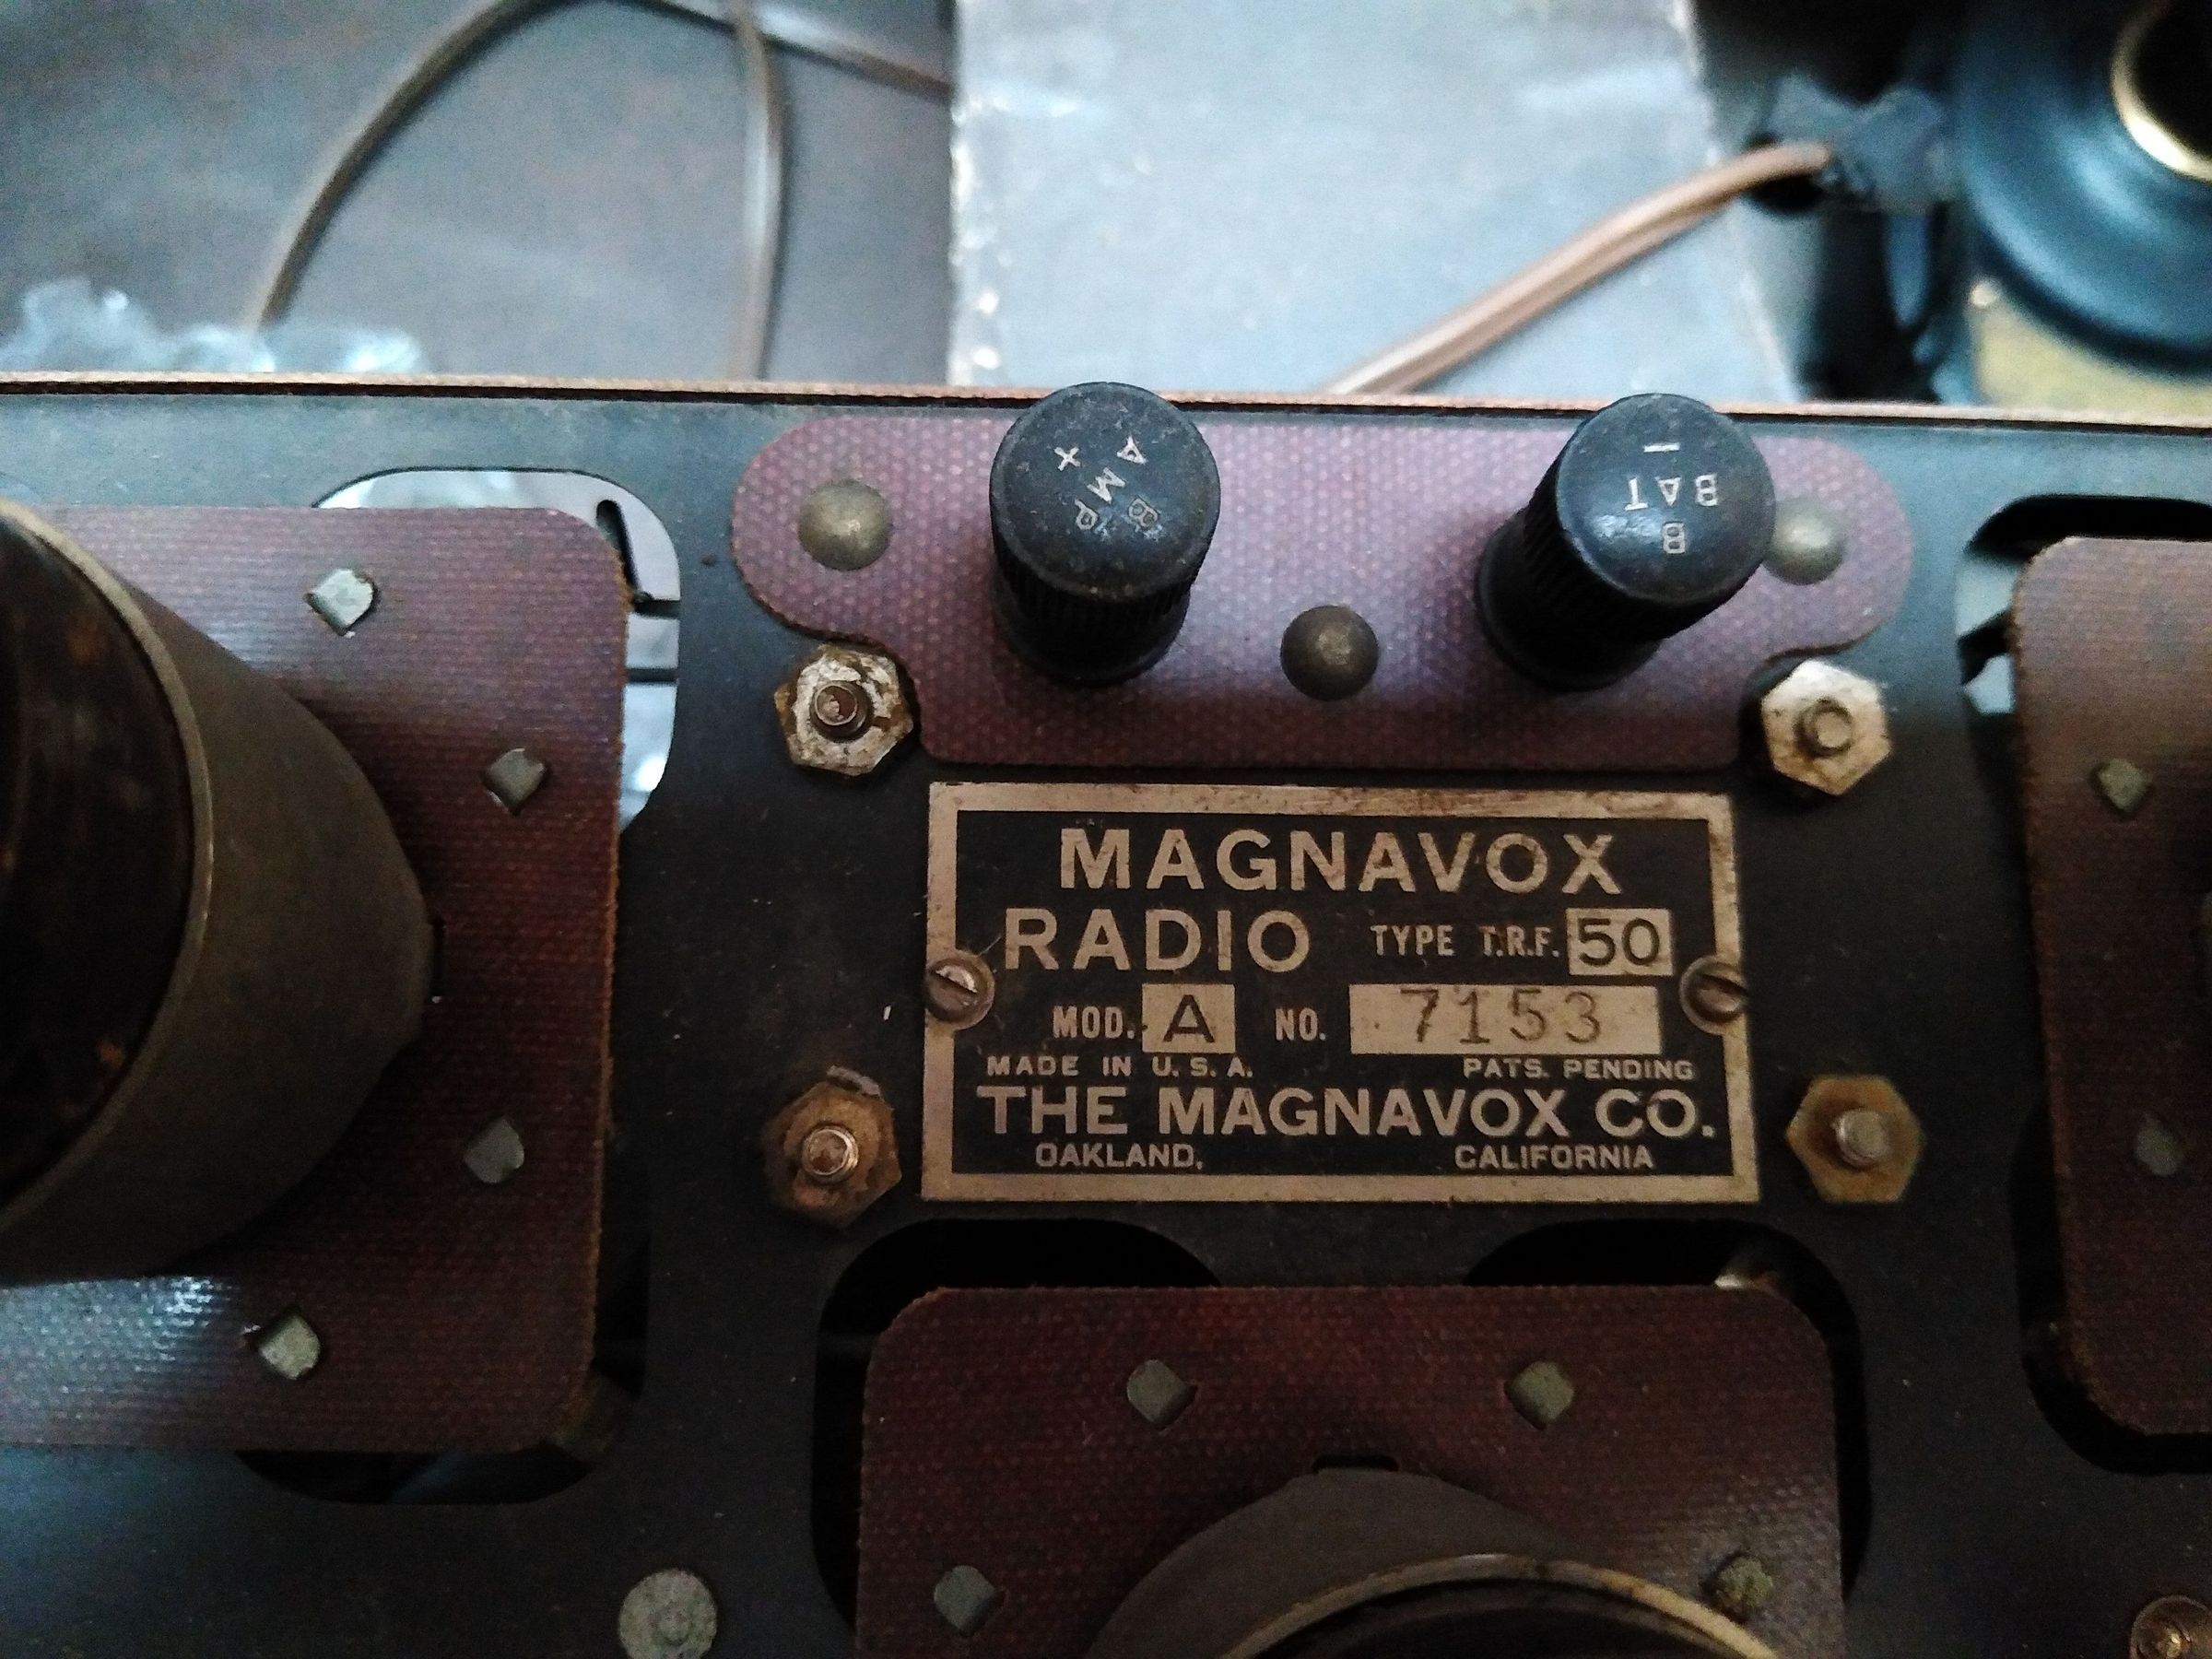 + AMP
B
− BAT
B
MAGNAVOX
RADIO TYPE T.R.F. 50
MOD. A NO. 7153
MADE IN U.S.A. PATS. PENDING
THE MAGNAVOX CO.
OAKLAND, CALIFORNIA